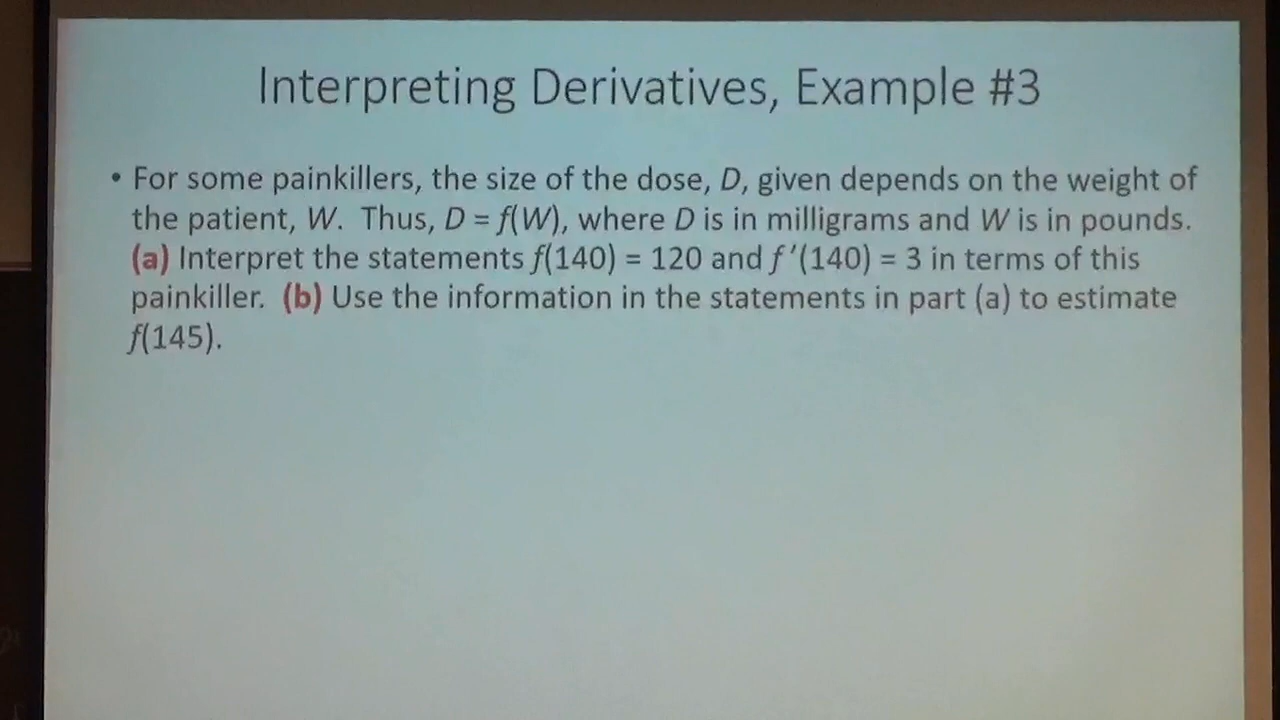 Interpreting Derivatives, Example #3
• For some painkillers, the size of the dose, D, given depends on the weight of
the patient, W. Thus, D = f(W), where D is in milligrams and W is in pounds.
(a) Interpret the statements f(140) = 120 and f'(140) = 3 in terms of this
painkiller. (b) Use the information in the statements in part (a) to estimate
f(145).